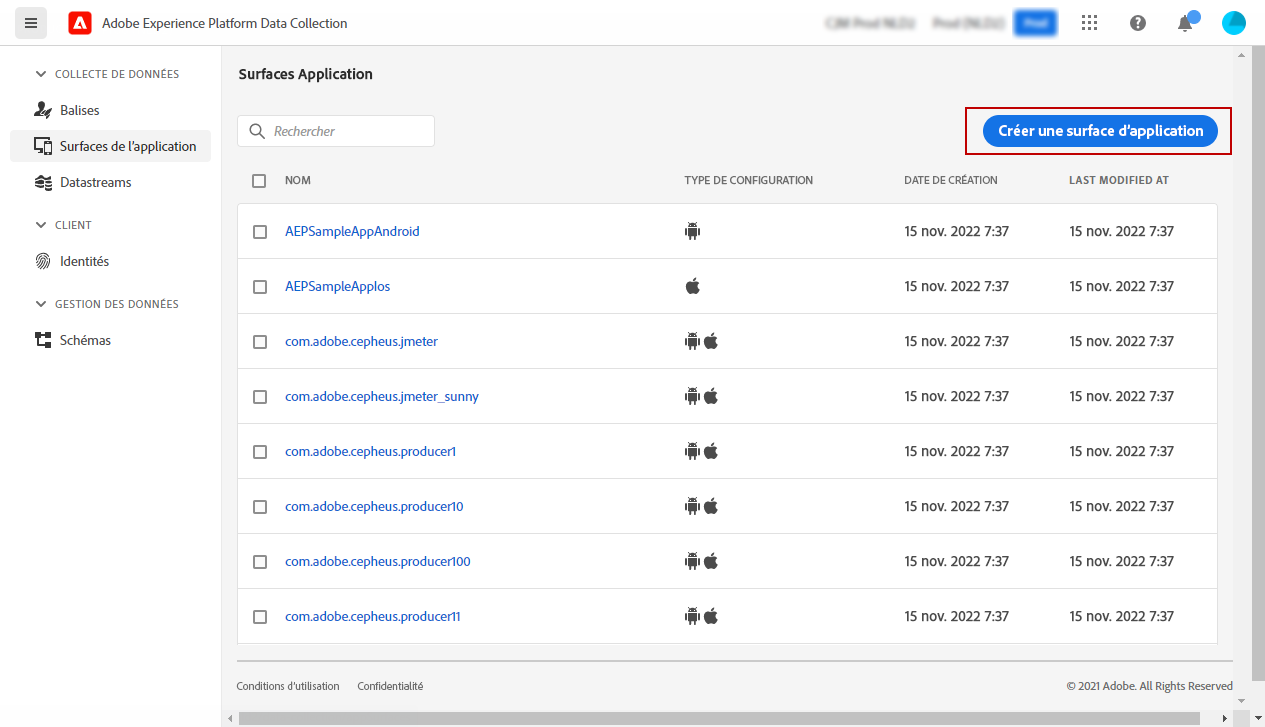 Adobe Experience Platform Data Collection
COLLECTE DE DONNÉES
Balises
Surfaces de l'application
Datastreams
CLIENT
Identités
GESTION DES DONNÉES
Schémas
Surfaces Application
Rechercher
Créer une surface d'application
NOM TYPE DE CONFIGURATION DATE DE CRÉATION LAST MODIFIED AT
AEPSampleAppAndroid 15 nov. 2022 7:37 15 nov. 2022 7:37
AEPSampleAppIos 15 nov. 2022 7:37 15 nov. 2022 7:37
com.adobe.cepheus.jmeter 15 nov. 2022 7:37 15 nov. 2022 7:37
com.adobe.cepheus.jmeter_sunny 15 nov. 2022 7:37 15 nov. 2022 7:37
com.adobe.cepheus.producer1 15 nov. 2022 7:37 15 nov. 2022 7:37
com.adobe.cepheus.producer10 15 nov. 2022 7:37 15 nov. 2022 7:37
com.adobe.cepheus.producer100 15 nov. 2022 7:37 15 nov. 2022 7:37
com.adobe.cepheus.producer11 15 nov. 2022 7:37 15 nov. 2022 7:37
Conditions d'utilisation Confidentialité © 2021 Adobe. All Rights Reserved